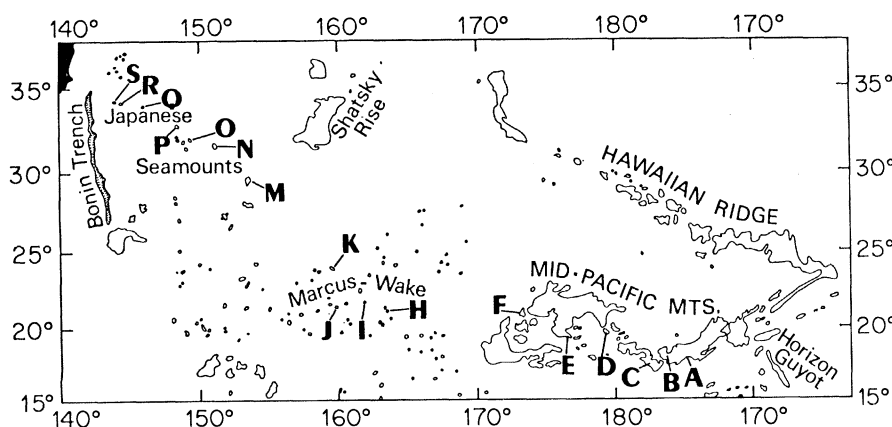 140° 150° 160° 170° 180° 170°
35° 35°
30° 30°
25° 25°
20° 20°
15° 15°
140° 150° 160° 170° 180° 170°
S
R
Q
Japanese
P
O
N
Seamounts
M
Bonin Trench
Shatsky
Rise
HAWAIIAN RIDGE
K
Marcus Wake
H
J
I
MID-PACIFIC MTS.
F
E
D
C
B
A
Horizon
Guyot